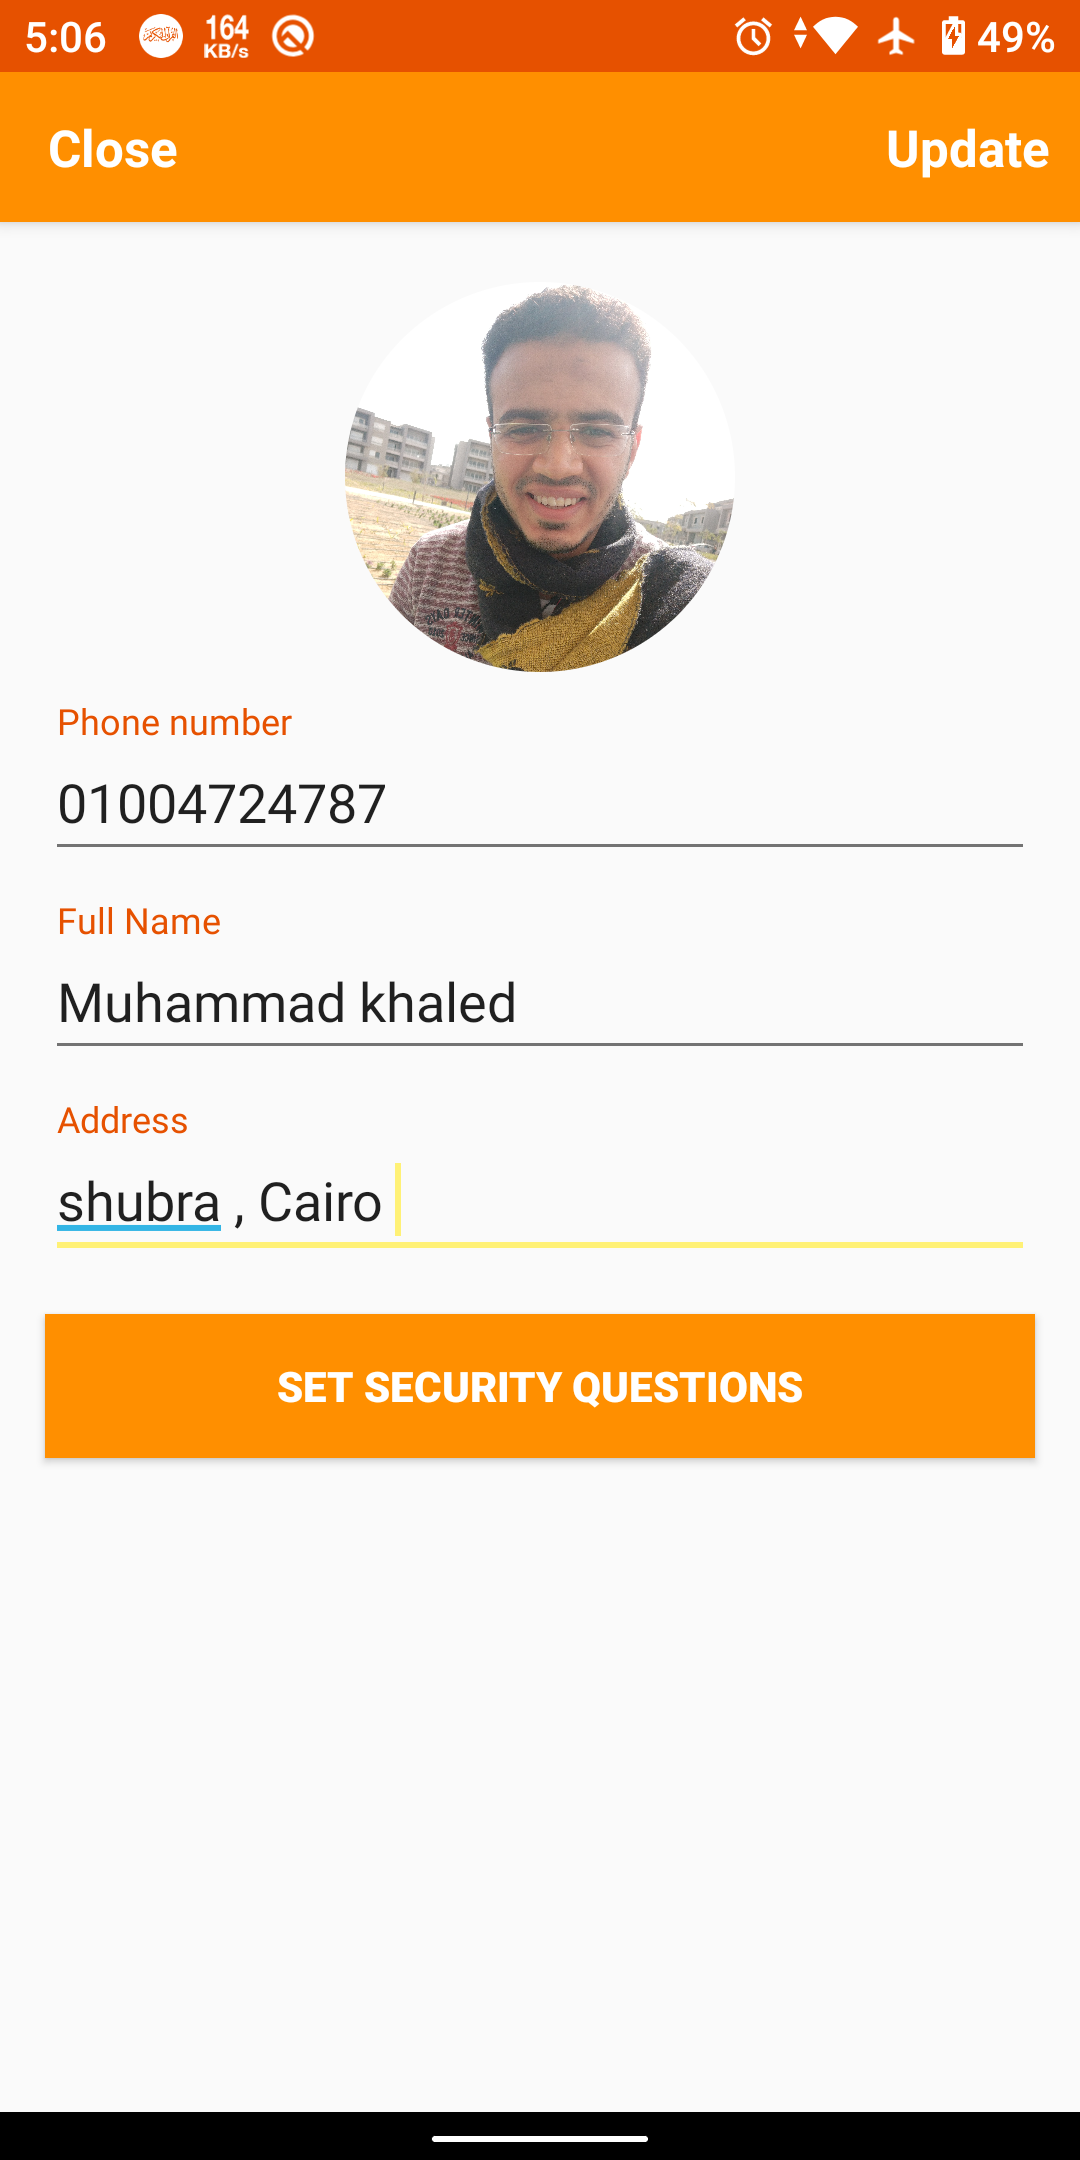 5:06 164 49%
KB/s
Close Update
Phone number
01004724787
Full Name
Muhammad khaled
Address
shubra , Cairo
SET SECURITY QUESTIONS